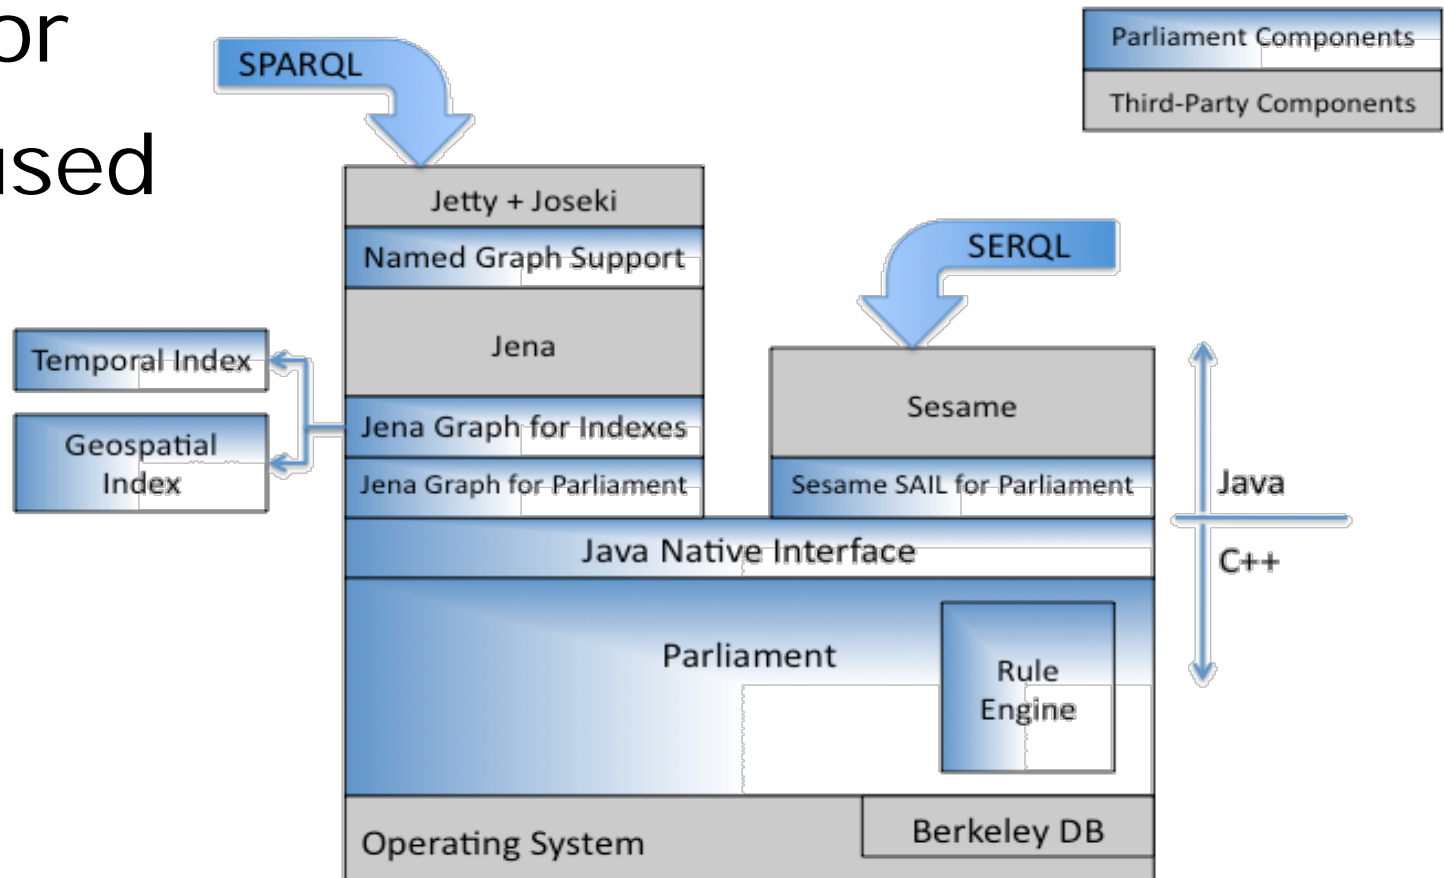 or
used
SPARQL
Parliament Components
Third-Party Components
Jetty + Joseki
Named Graph Support
SERQL
Jena
Temporal Index
Sesame
Jena Graph for Indexes
Geospatial
Index
Jena Graph for Parliament
Sesame SAIL for Parliament
Java
Java Native Interface
C++
Parliament
Rule
Engine
Operating System
Berkeley DB